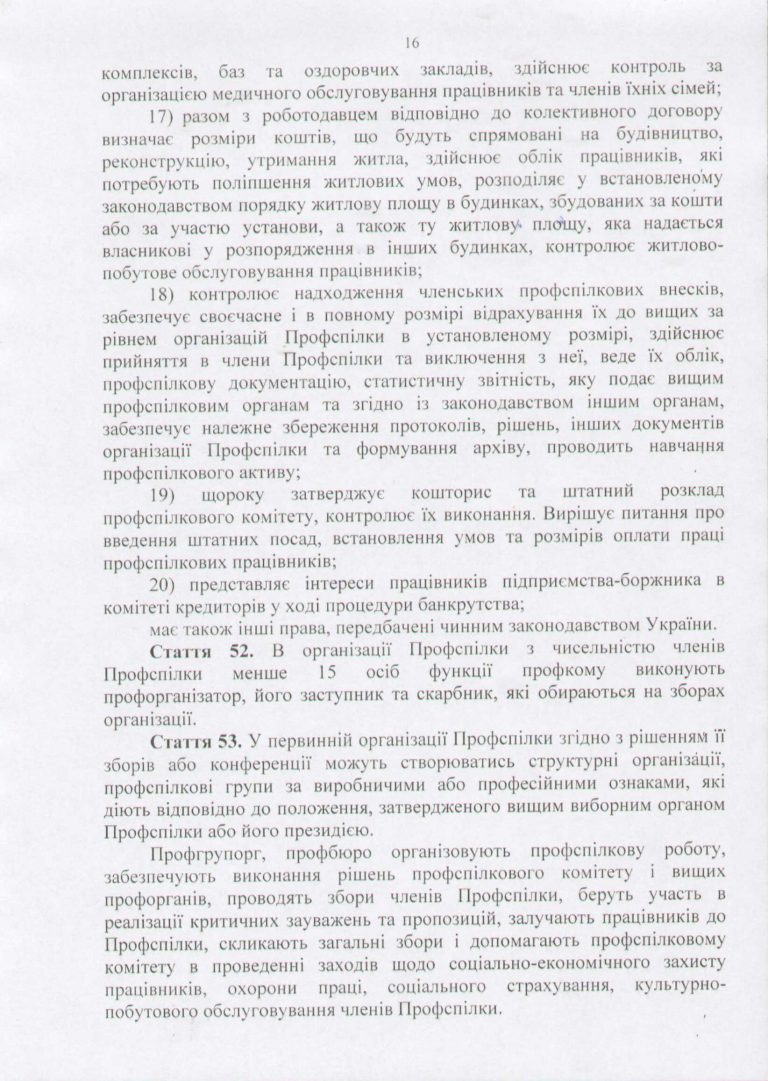 16
комплексів, баз та оздоровчих закладів, здійснює контроль за
організацією медичного обслуговування працівників та членів їхніх сімей;
17) разом з роботодавцем відповідно до колективного договору
визначає розміри коштів, що будуть спрямовані на будівництво,
реконструкцію, утримання житла, здійснює облік працівників, які
потребують поліпшення житлових умов, розподіляє у встановленому
законодавством порядку житлову площу в будинках, збудованих за кошти
або за участю установи, а також ту житлову площу, яка надається
власникові у розпорядження в інших будинках, контролює житлово-
побутове обслуговування працівників;
18) контролює надходження членських профспілкових внесків,
забезпечує своєчасне і в повному розмірі відрахування їх до вищих за
рівнем організацій Профспілки в установленому розмірі, здійснює
прийняття в члени Профспілки та виключення з неї, веде їх облік,
профспілкову документацію, статистичну звітність, яку подає вищим
профспілковим органам та згідно із законодавством іншим органам,
забезпечує належне збереження протоколів, рішень, інших документів
організації Профспілки та формування архіву, проводить навчання
профспілкового активу;
19) щороку затверджує кошторис та штатний розклад
профспілкового комітету, контролює їх виконання. Вирішує питання про
введення штатних посад, встановлення умов та розмірів оплати праці
профспілкових працівників;
20) представляє інтереси працівників підприємства-боржника в
комітеті кредиторів у ході процедури банкрутства;
має також інші права, передбачені чинним законодавством України.
Стаття 52. В організації Профспілки з чисельністю членів
Профспілки менше 15 осіб функції профкому виконують
профорганізатор, його заступник та скарбник, які обираються на зборах
організації.
Стаття 53. У первинній організації Профспілки згідно з рішенням її
зборів або конференції можуть створюватись структурні організації,
профспілкові групи за виробничими або професійними ознаками, які
діють відповідно до положення, затвердженого вищим виборним органом
Профспілки або його президією.
Профгрупорг, профбюро організовують профспілкову роботу,
забезпечують виконання рішень профспілкового комітету і вищих
профорганів, проводять збори членів Профспілки, беруть участь в
реалізації критичних зауважень та пропозицій, залучають працівників до
Профспілки, скликають загальні збори і допомагають профспілковому
комітету в проведенні заходів щодо соціально-економічного захисту
працівників, охорони праці, соціального страхування, культурно-
побутового обслуговування членів Профспілки.